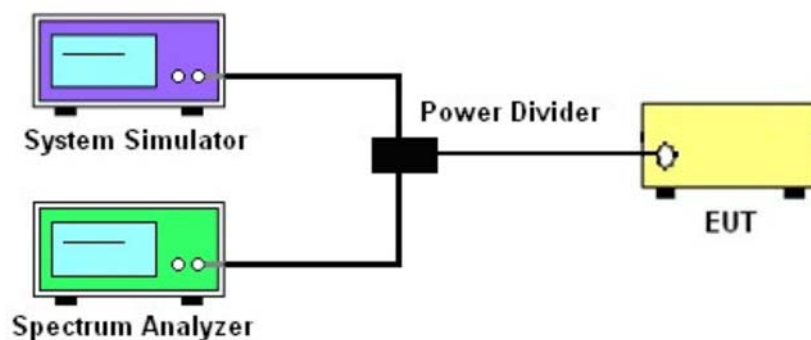 System Simulator
Power Divider
EUT
Spectrum Analyzer